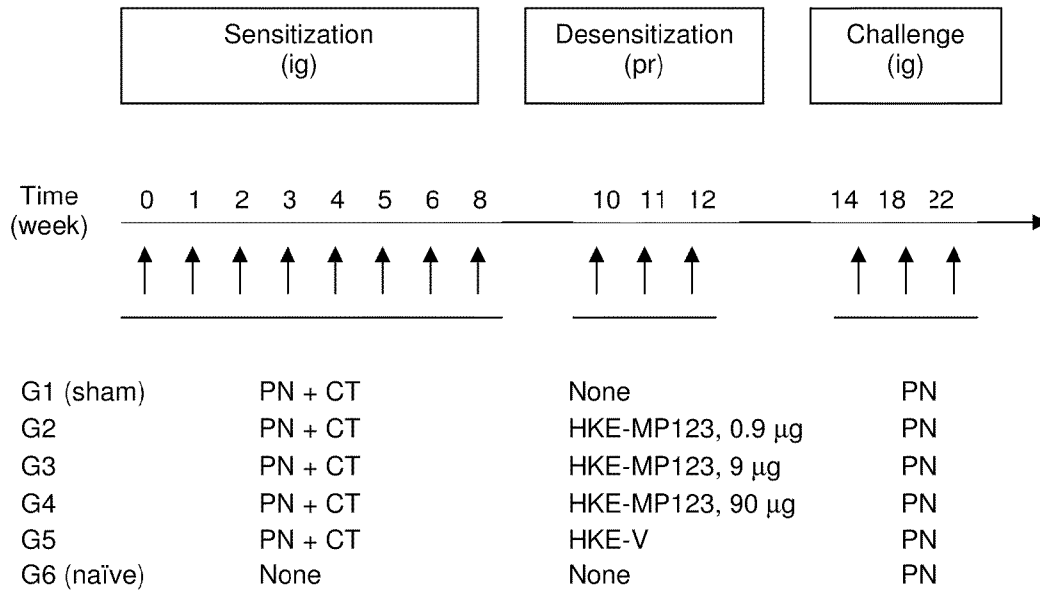 Sensitization
(ig)
Desensitization
(pr)
Challenge
(ig)
Time
(week)
0 1 2 3 4 5 6 8 10 11 12 14 18 22
G1 (sham) PN + CT None PN
G2 PN + CT HKE-MP123, 0.9 μg PN
G3 PN + CT HKE-MP123, 9 μg PN
G4 PN + CT HKE-MP123, 90 μg PN
G5 PN + CT HKE-V PN
G6 (naïve) None None PN